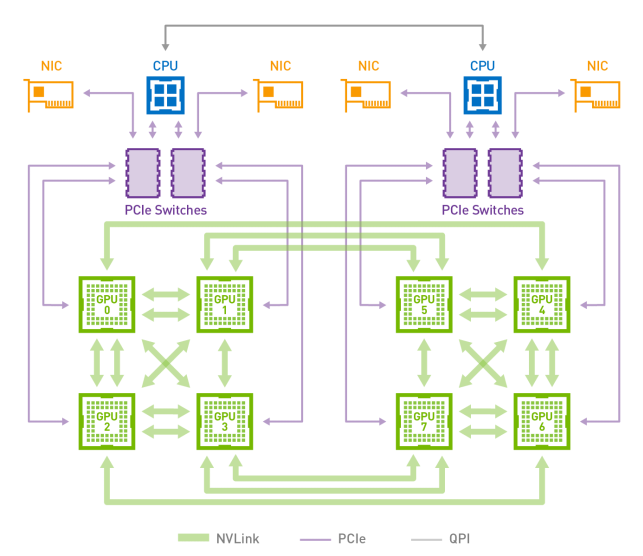 NIC
CPU
NIC
NIC
CPU
NIC
PCIe Switches
PCIe Switches
GPU
0
GPU
1
GPU
5
GPU
4
GPU
2
GPU
3
GPU
7
GPU
6
NVLink
PCIe
QPI